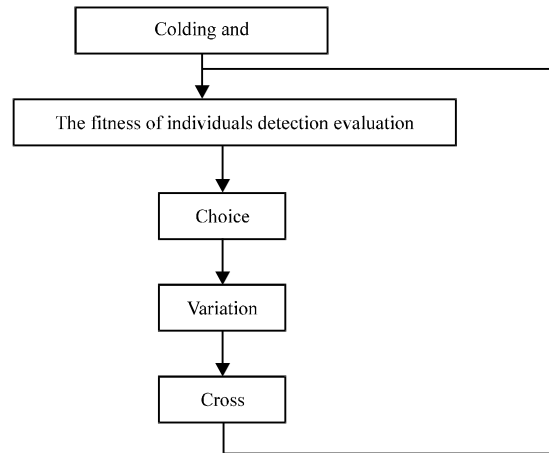 Colding and
The fitness of individuals detection evaluation
Choice
Variation
Cross